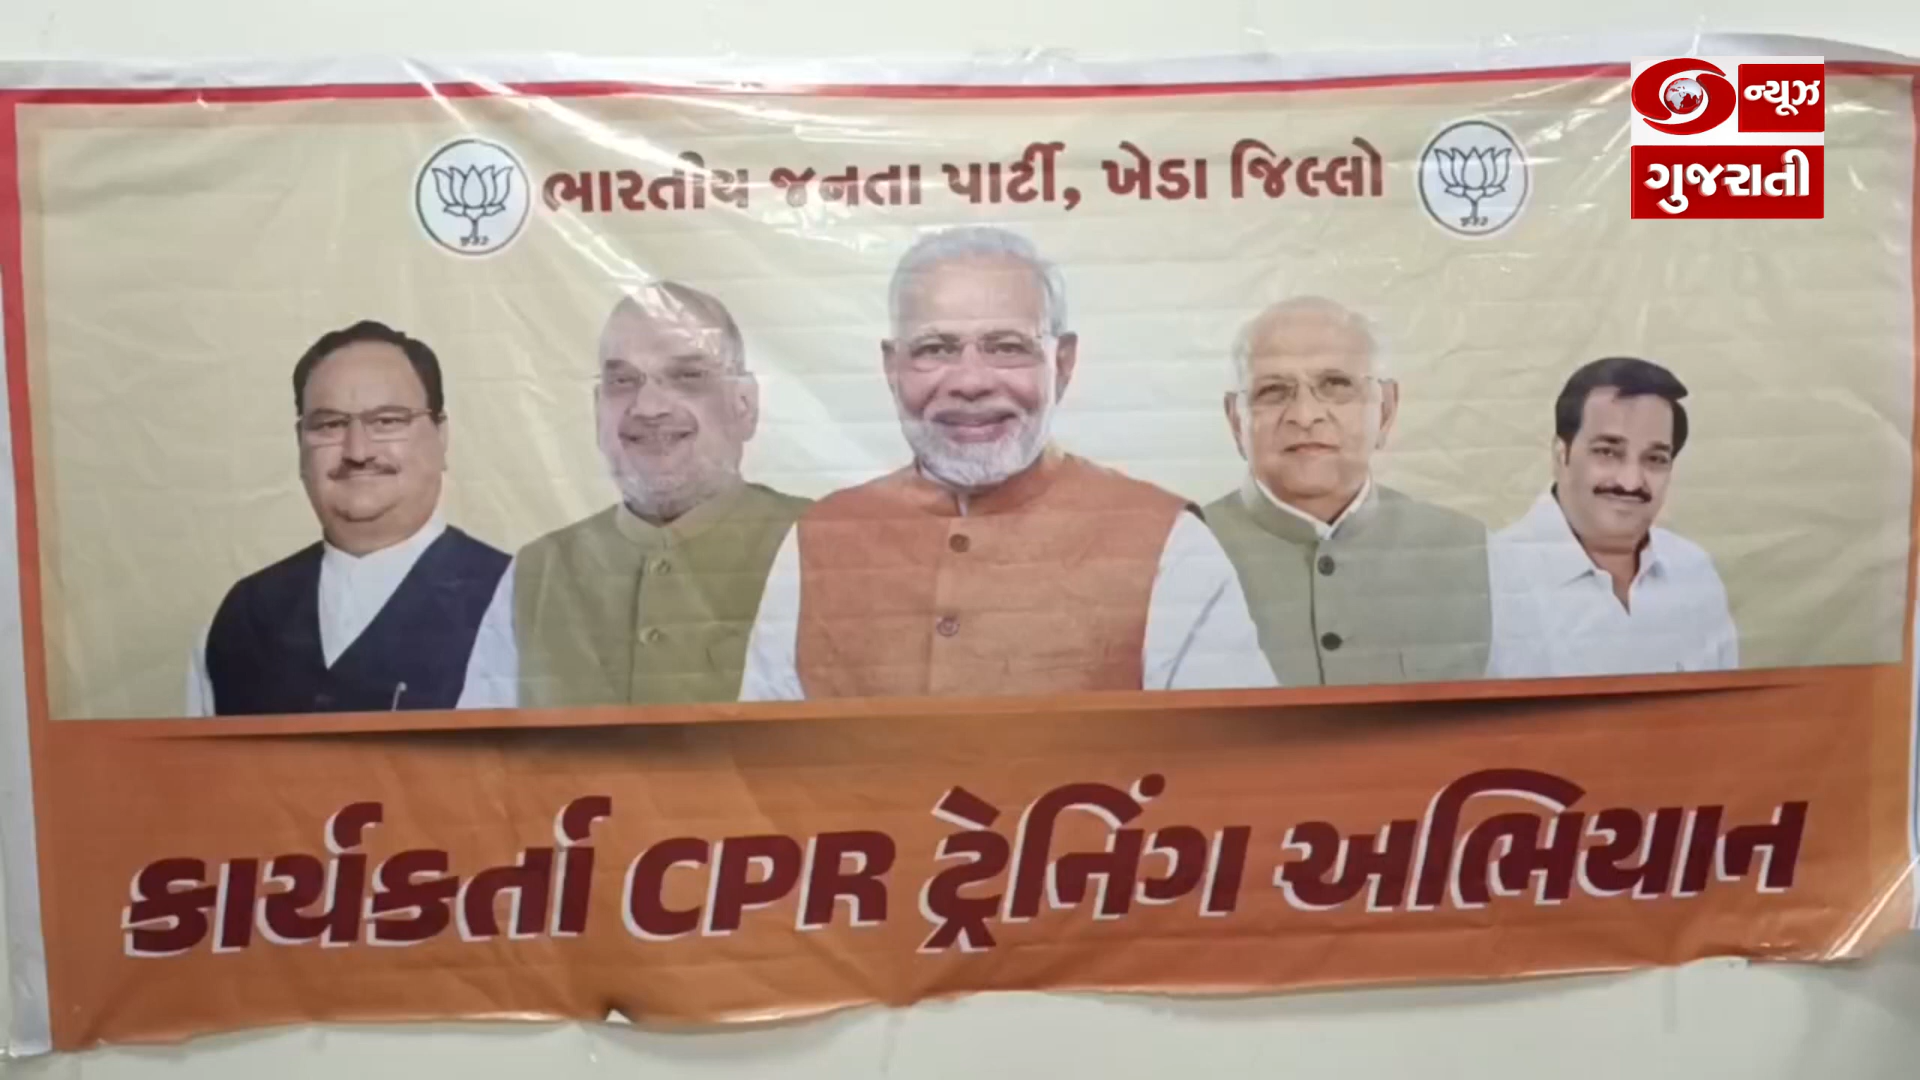 ભારતીય જનતા પાર્ટી, ખેડા જિલ્લો
ન્યૂઝ
ગુજરાતી
કાર્યકર્તા CPR ટ્રેનિંગ અભિયાન